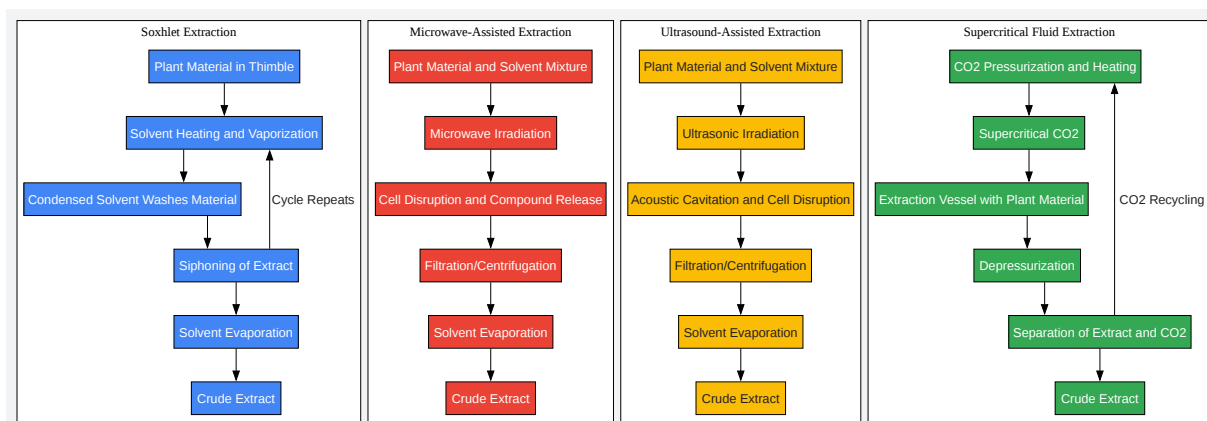 Soxhlet Extraction
Plant Material in Thimble
Solvent Heating and Vaporization
Condensed Solvent Washes Material
Cycle Repeats
Siphoning of Extract
Solvent Evaporation
Crude Extract
Microwave-Assisted Extraction
Plant Material and Solvent Mixture
Microwave Irradiation
Cell Disruption and Compound Release
Filtration/Centrifugation
Solvent Evaporation
Crude Extract
Ultrasound-Assisted Extraction
Plant Material and Solvent Mixture
Ultrasonic Irradiation
Acoustic Cavitation and Cell Disruption
Filtration/Centrifugation
Solvent Evaporation
Crude Extract
Supercritical Fluid Extraction
CO2 Pressurization and Heating
Supercritical CO2
Extraction Vessel with Plant Material
CO2 Recycling
Depressurization
Separation of Extract and CO2
Crude Extract